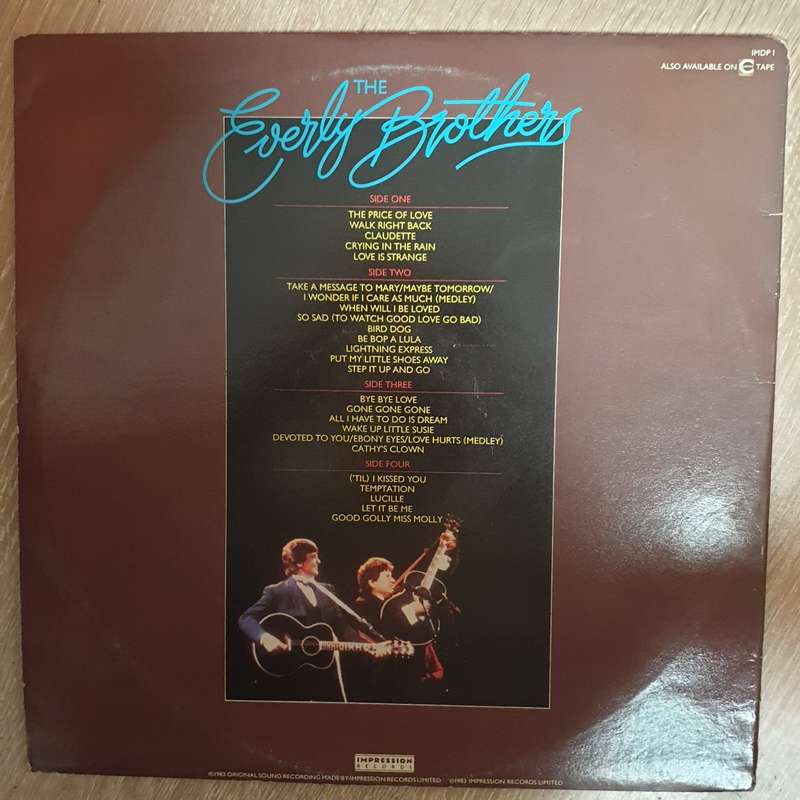 IMDP 1
ALSO AVAILABLE ON TAPE
THE
Everly Brothers
SIDE ONE
THE PRICE OF LOVE
WALK RIGHT BACK
CLAUDETTE
CRYING IN THE RAIN
LOVE IS STRANGE
SIDE TWO
TAKE A MESSAGE TO MARY/MAYBE TOMORROW/
I WONDER IF I CARE AS MUCH (MEDLEY)
WHEN WILL I BE LOVED
SO SAD (TO WATCH GOOD LOVE GO BAD)
BIRD DOG
BE BOP A LULA
LIGHTNING EXPRESS
PUT MY LITTLE SHOES AWAY
STEP IT UP AND GO
SIDE THREE
BYE BYE LOVE
GONE GONE GONE
ALL I HAVE TO DO IS DREAM
WAKE UP LITTLE SUSIE
DEVOTED TO YOU/EBONY EYES/LOVE HURTS (MEDLEY)
CATHY'S CLOWN
SIDE FOUR
('TIL) I KISSED YOU
TEMPTATION
LUCILLE
LET IT BE ME
GOOD GOLLY MISS MOLLY
IMPRESSION
RECORDS
℗1983 ORIGINAL SOUND RECORDING MADE BY IMPRESSION RECORDS LIMITED ©1983 IMPRESSION RECORDS LIMITED